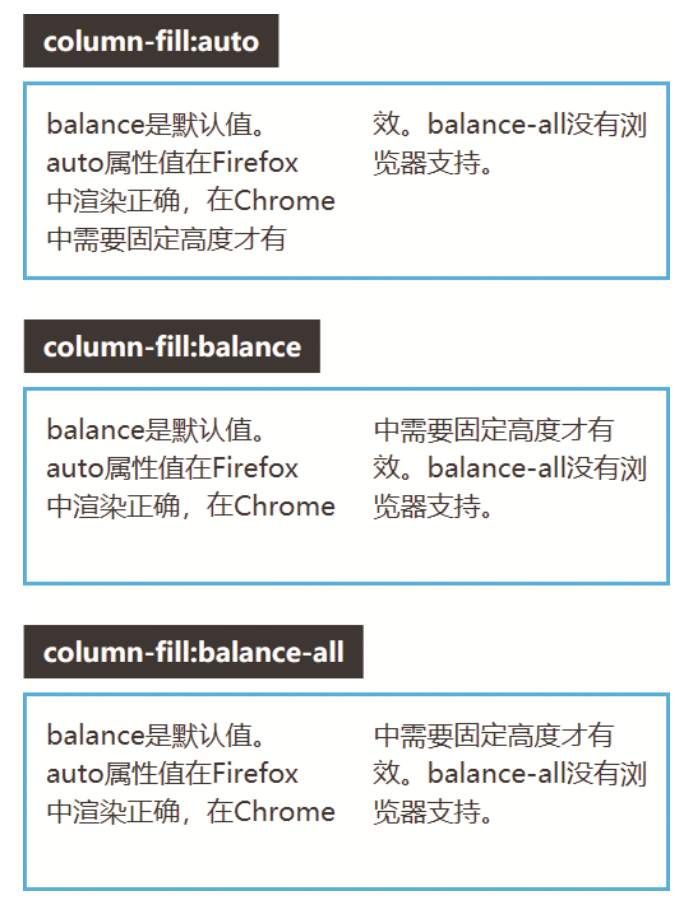 column-fill:auto
balance是默认值。
auto属性值在Firefox
中渲染正确，在Chrome
中需要固定高度才有
效。balance-all没有浏
览器支持。
column-fill:balance
balance是默认值。
auto属性值在Firefox
中渲染正确，在Chrome
中需要固定高度才有
效。balance-all没有浏
览器支持。
column-fill:balance-all
balance是默认值。
auto属性值在Firefox
中渲染正确，在Chrome
中需要固定高度才有
效。balance-all没有浏
览器支持。